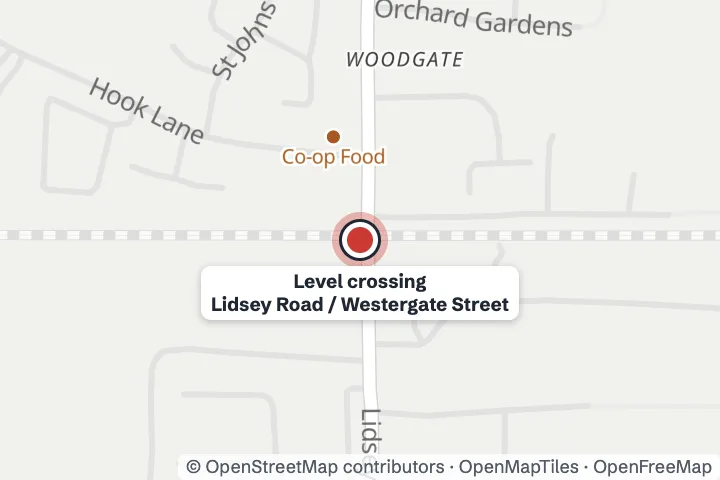 Orchard Gardens
St Johns
WOODGATE
Hook Lane
Co-op Food
Level crossing
Lidsey Road / Westergate Street
© OpenStreetMap contributors · OpenMapTiles · OpenFreeMap